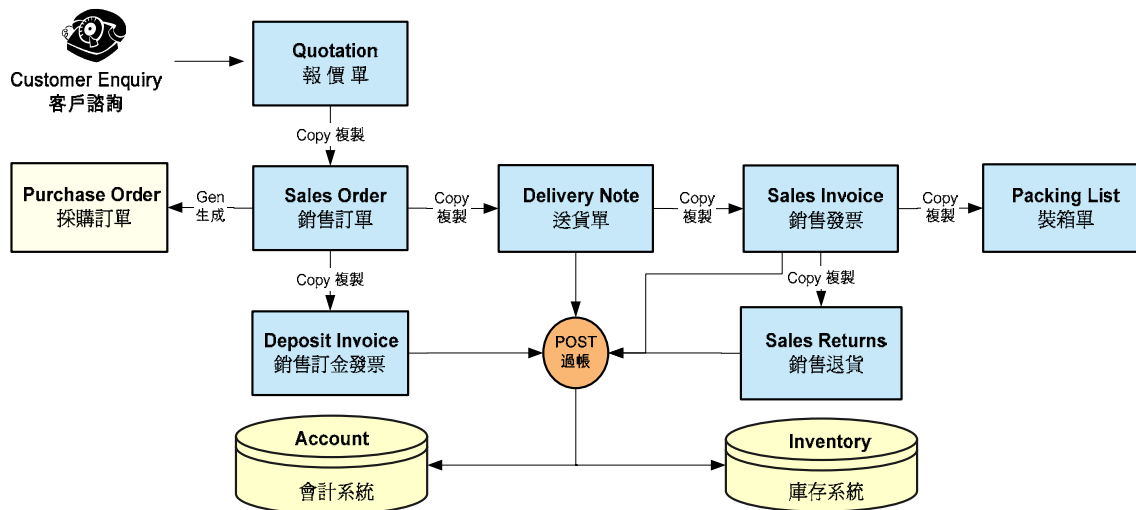 Customer Enquiry
客戶諮詢
Quotation
報 價 單
Copy 複製
Purchase Order
採購訂單
Gen
生成
Sales Order
銷售訂單
Copy
複製
Delivery Note
送貨單
Copy
複製
Sales Invoice
銷售發票
Copy
複製
Packing List
裝箱單
Copy 複製
Copy 複製
Deposit Invoice
銷售訂金發票
POST
過帳
Sales Returns
銷售退貨
Account
會計系統
Inventory
庫存系統